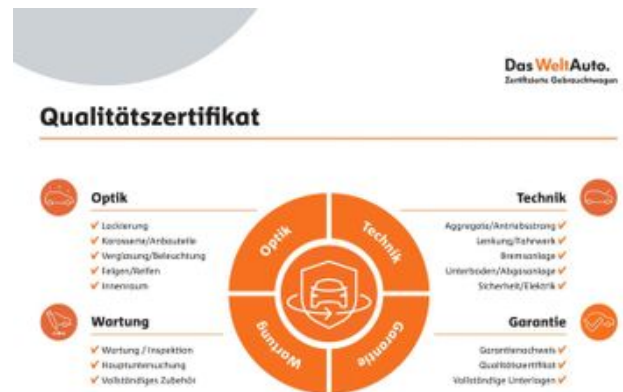 Das WeltAuto.
Zertifizierte Gebrauchtwagen
Qualitätszertifikat
Optik
✓ Lackierung
✓ Karosserie/Anbauteile
✓ Verglasung/Beleuchtung
✓ Felgen/Reifen
✓ Innenraum
Optik
Technik
Wartung
Garantie
Technik
Aggregate/Antriebsstrang ✓
Lenkung/Fahrwerk ✓
Bremsanlage ✓
Unterboden/Abgasanlage ✓
Sicherheit/Elektrik ✓
Wartung
✓ Wartung / Inspektion
✓ Hauptuntersuchung
✓ Vollständiges Zubehör
Garantie
Garantienachweis ✓
Qualitätszertifikat ✓
Vollständige Unterlagen ✓